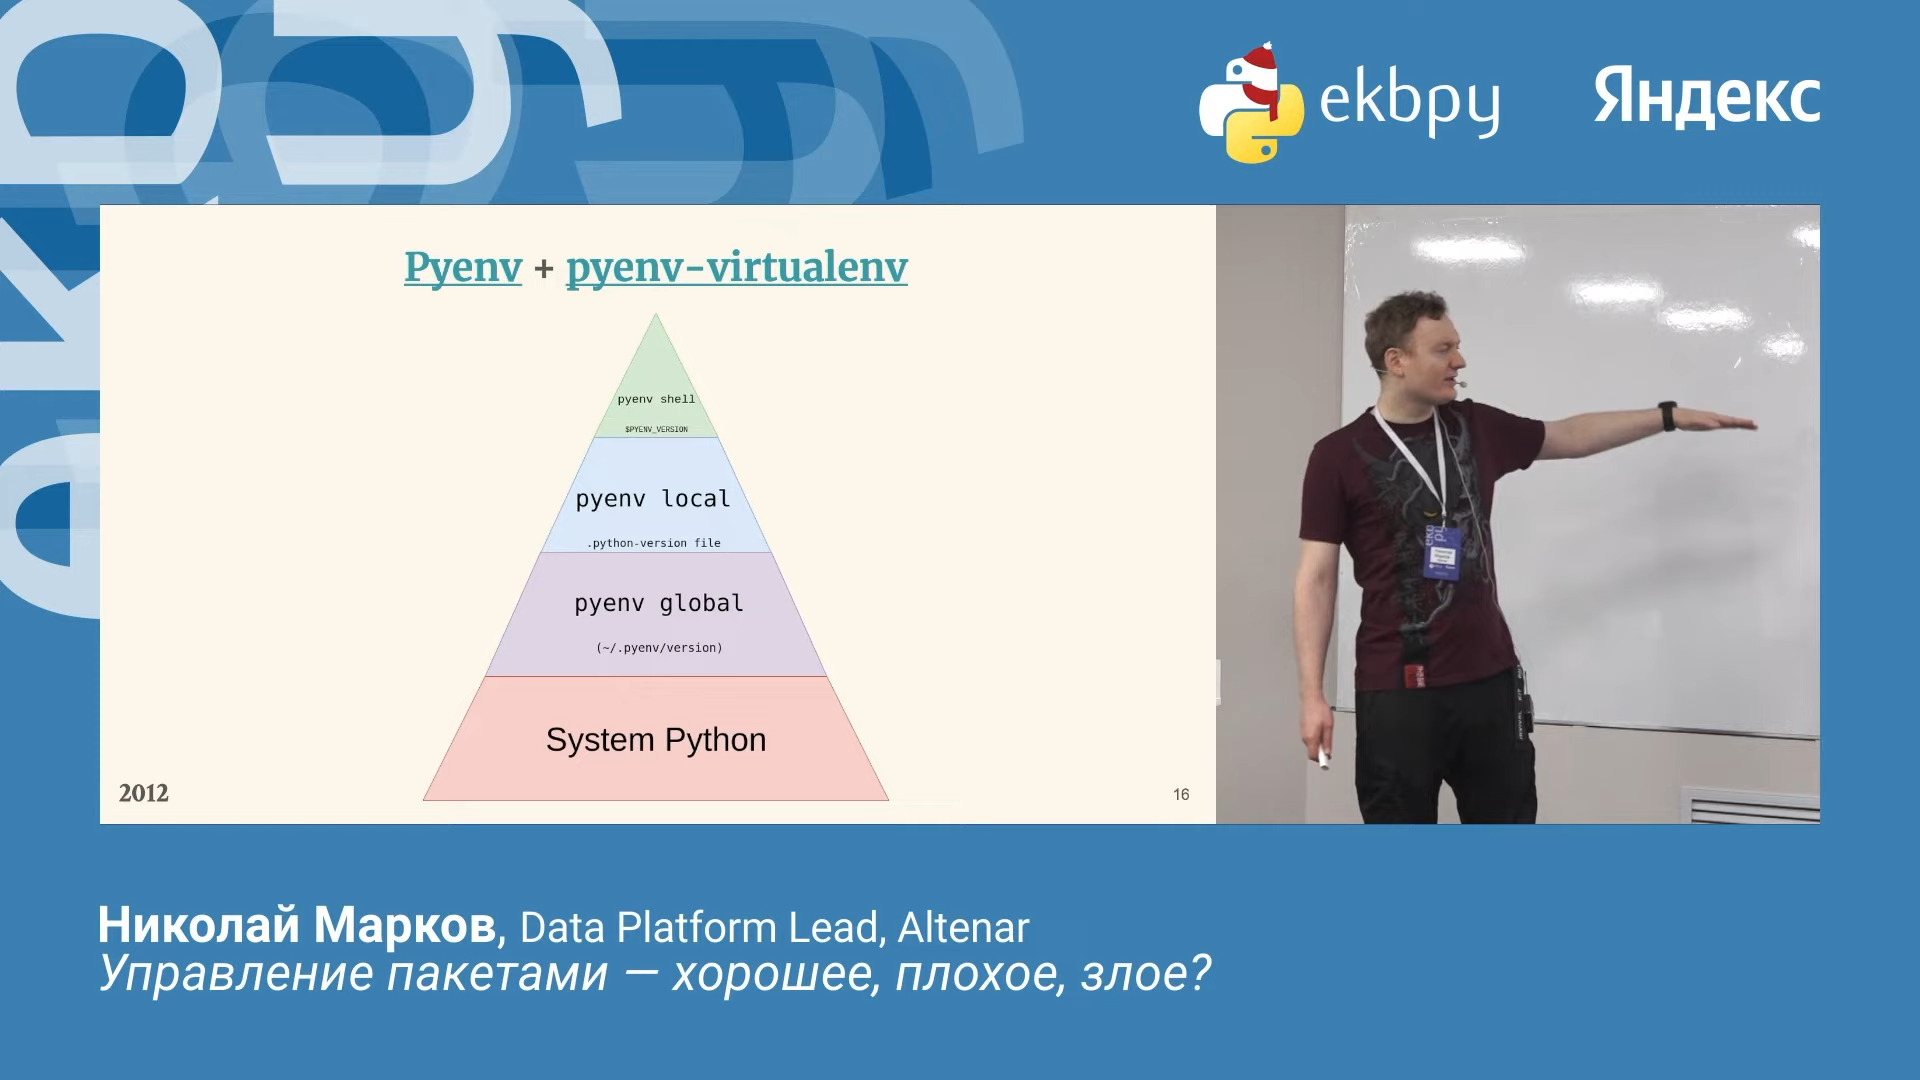 ekbpy
Яндекс
Pyenv + pyenv-virtualenv
pyenv shell
$PYENV_VERSION
pyenv local
.python-version file
pyenv global
(~/.pyenv/version)
System Python
2012
16
Николай Марков, Data Platform Lead, Altenar
Управление пакетами — хорошее, плохое, злое?